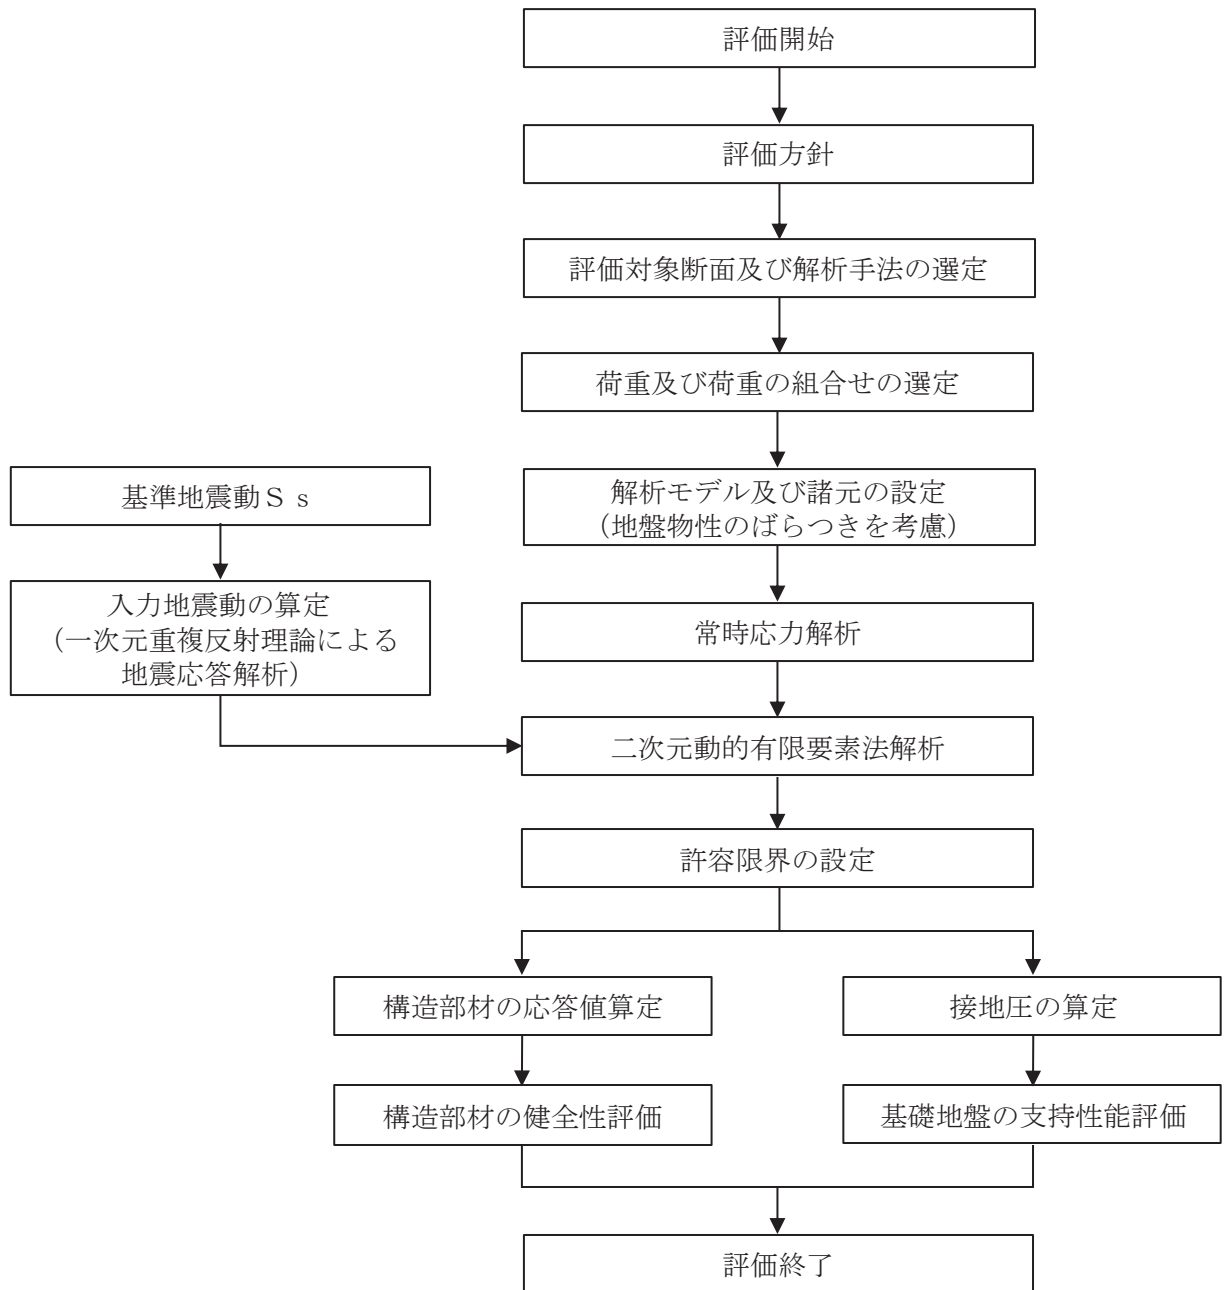 評価開始
評価方針
評価対象断面及び解析手法の選定
荷重及び荷重の組合せの選定
基準地震動Ｓｓ
解析モデル及び諸元の設定
（地盤物性のばらつきを考慮）
入力地震動の算定
（一次元重複反射理論による
地震応答解析）
常時応力解析
二次元動的有限要素法解析
許容限界の設定
構造部材の応答値算定
接地圧の算定
構造部材の健全性評価
基礎地盤の支持性能評価
評価終了